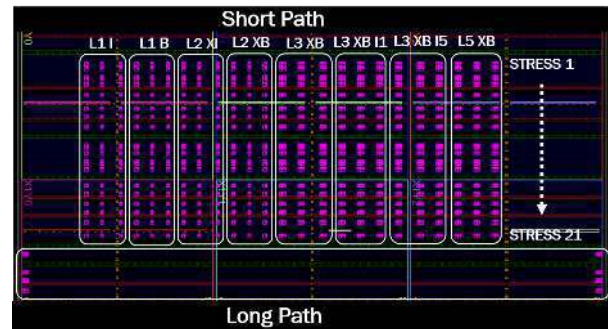 Short Path
L1 I L1 B L2 XI L2 XB L3 XB L3 XB I1 L3 XB I5 L5 XB
STRESS 1
STRESS 21
Long Path